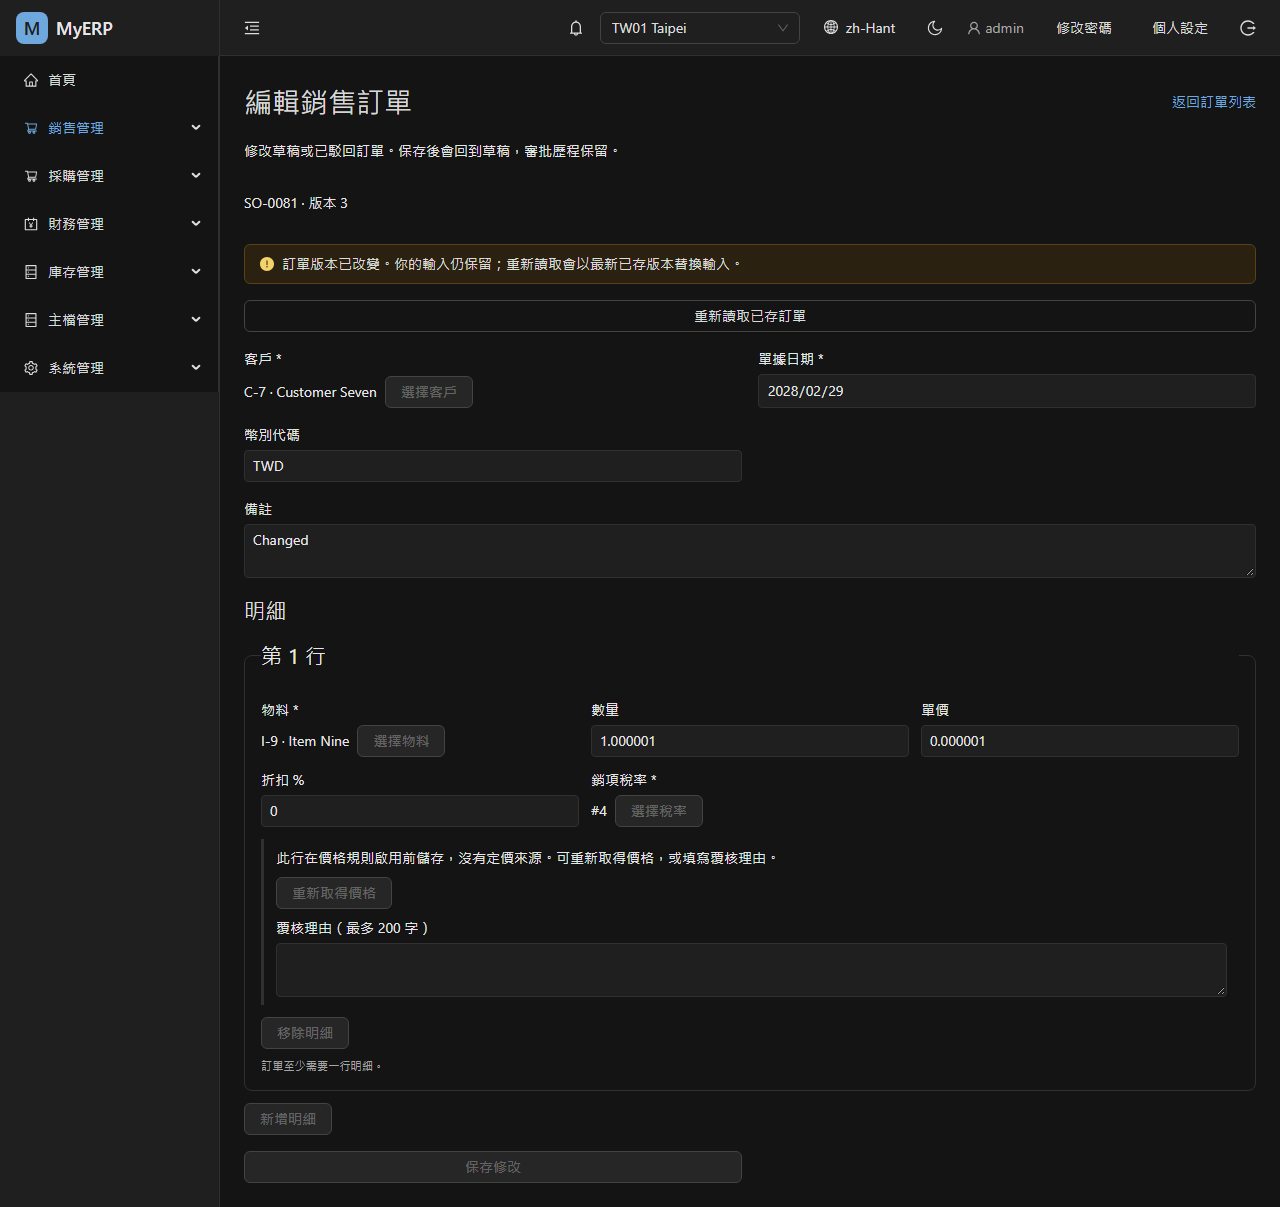 M MyERP
TW01 Taipei
zh-Hant
admin
修改密碼
個人設定
首頁
銷售管理
採購管理
財務管理
庫存管理
主檔管理
系統管理
編輯銷售訂單
返回訂單列表
修改草稿或已駁回訂單。保存後會回到草稿，審批歷程保留。
SO-0081 · 版本 3
訂單版本已改變。你的輸入仍保留；重新讀取會以最新已存版本替換輸入。
重新讀取已存訂單
客戶 *
C-7 · Customer Seven
選擇客戶
單據日期 *
2028/02/29
幣別代碼
TWD
備註
Changed
明細
第 1 行
物料 *
I-9 · Item Nine
選擇物料
數量
1.000001
單價
0.000001
折扣 %
0
銷項稅率 *
#4
選擇稅率
此行在價格規則啟用前儲存，沒有定價來源。可重新取得價格，或填寫覆核理由。
重新取得價格
覆核理由（最多 200 字）
移除明細
訂單至少需要一行明細。
新增明細
保存修改